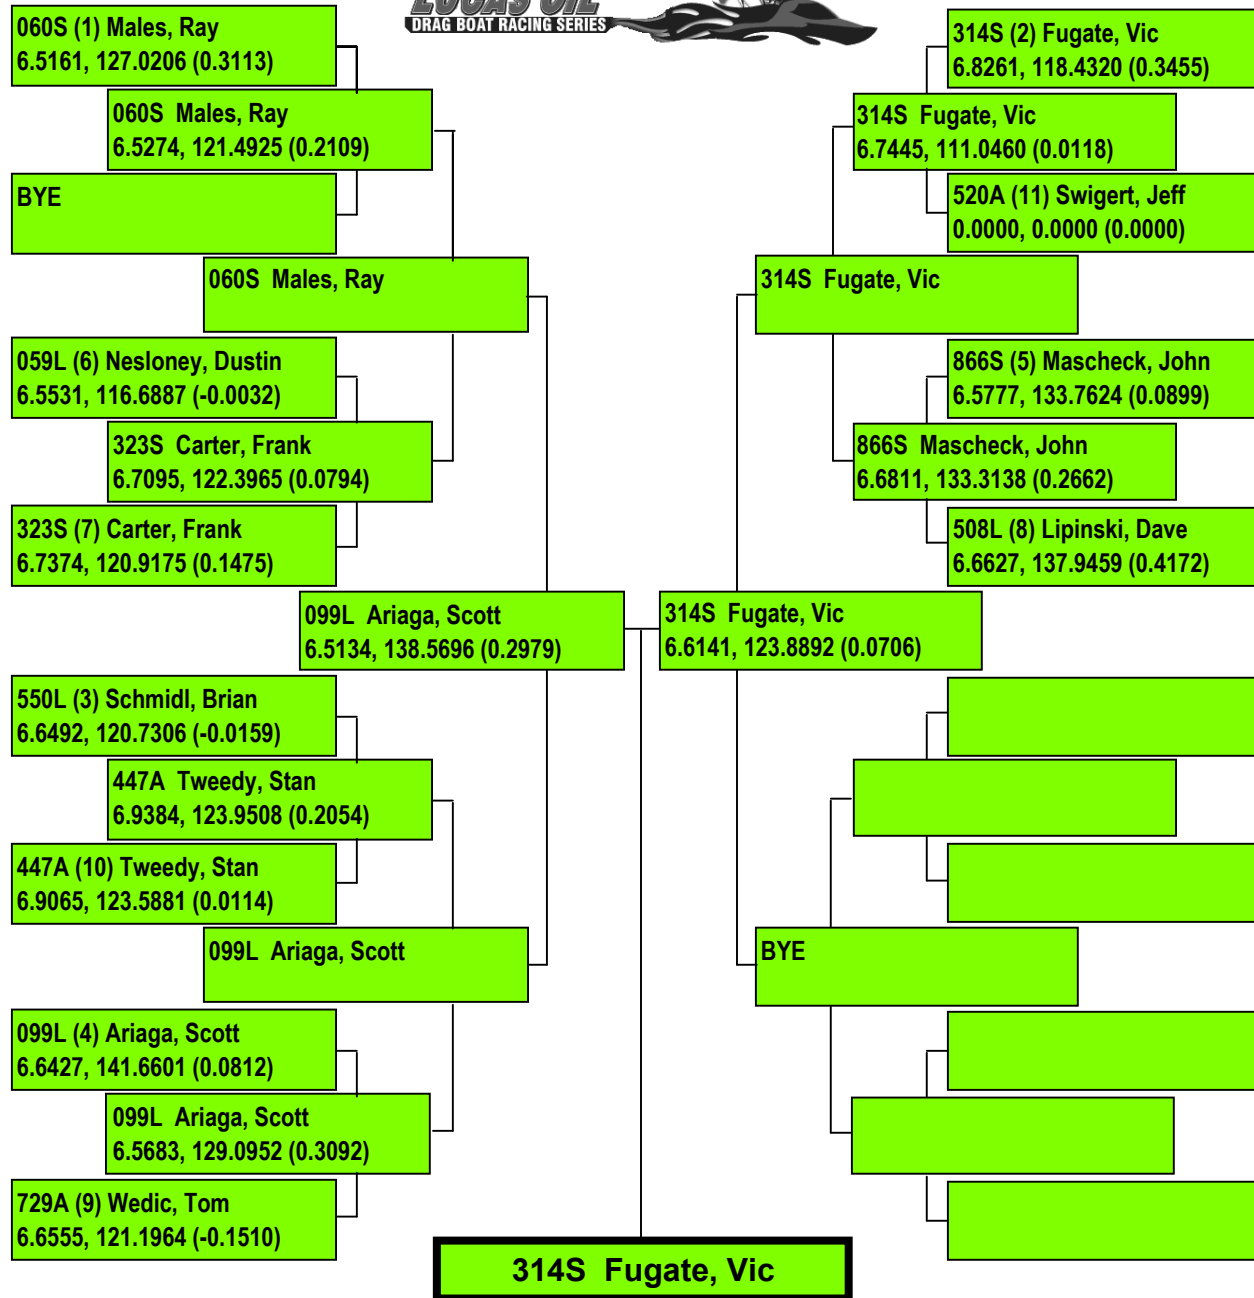 LUCAS OIL
DRAG BOAT RACING SERIES
060S (1) Males, Ray
6.5161, 127.0206 (0.3113)
060S Males, Ray
6.5274, 121.4925 (0.2109)
BYE
060S Males, Ray
059L (6) Nesloney, Dustin
6.5531, 116.6887 (-0.0032)
323S Carter, Frank
6.7095, 122.3965 (0.0794)
323S (7) Carter, Frank
6.7374, 120.9175 (0.1475)
099L Ariaga, Scott
6.5134, 138.5696 (0.2979)
550L (3) Schmidl, Brian
6.6492, 120.7306 (-0.0159)
447A Tweedy, Stan
6.9384, 123.9508 (0.2054)
447A (10) Tweedy, Stan
6.9065, 123.5881 (0.0114)
099L Ariaga, Scott
099L (4) Ariaga, Scott
6.6427, 141.6601 (0.0812)
099L Ariaga, Scott
6.5683, 129.0952 (0.3092)
729A (9) Wedic, Tom
6.6555, 121.1964 (-0.1510)
314S (2) Fugate, Vic
6.8261, 118.4320 (0.3455)
314S Fugate, Vic
6.7445, 111.0460 (0.0118)
520A (11) Swigert, Jeff
0.0000, 0.0000 (0.0000)
314S Fugate, Vic
866S (5) Mascheck, John
6.5777, 133.7624 (0.0899)
866S Mascheck, John
6.6811, 133.3138 (0.2662)
508L (8) Lipinski, Dave
6.6627, 137.9459 (0.4172)
314S Fugate, Vic
6.6141, 123.8892 (0.0706)
BYE
314S Fugate, Vic